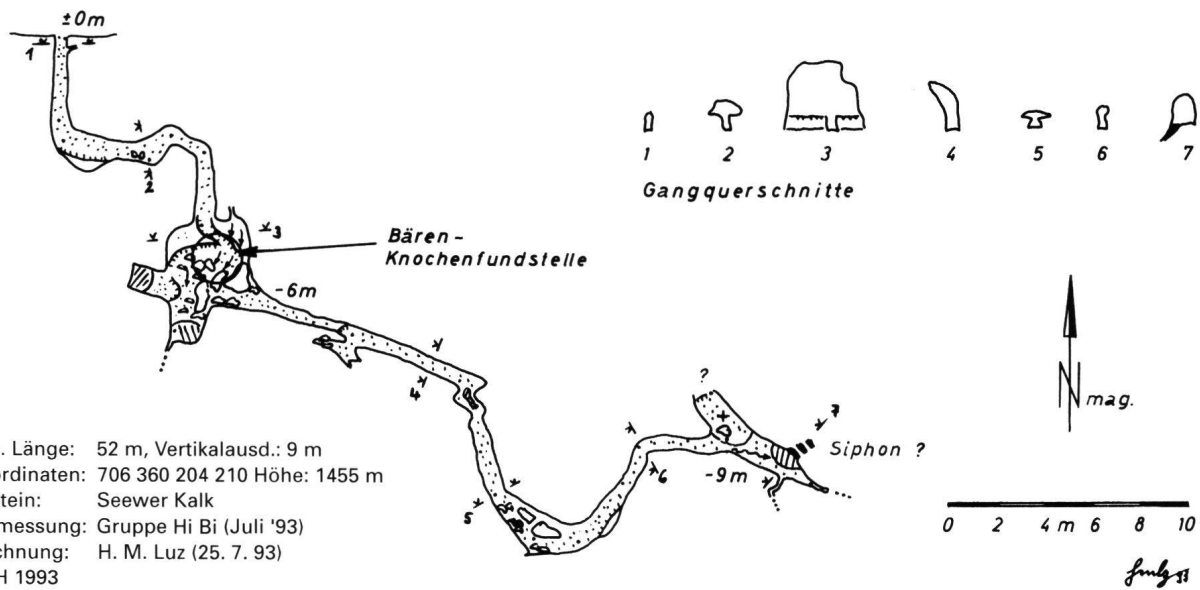 ±0m
1
2
3
Bären-
Knochenfundstelle
-6m
4
5
6
?
-9m
7
Siphon ?
1 2 3 4 5 6 7
Gangquerschnitte
N mag.
0 2 4 m 6 8 10
. Länge: 52 m, Vertikalausd.: 9 m
ordinaten: 706 360 204 210 Höhe: 1455 m
tein: Seewer Kalk
messung: Gruppe Hi Bi (Juli '93)
chnung: H. M. Luz (25. 7. 93)
H 1993